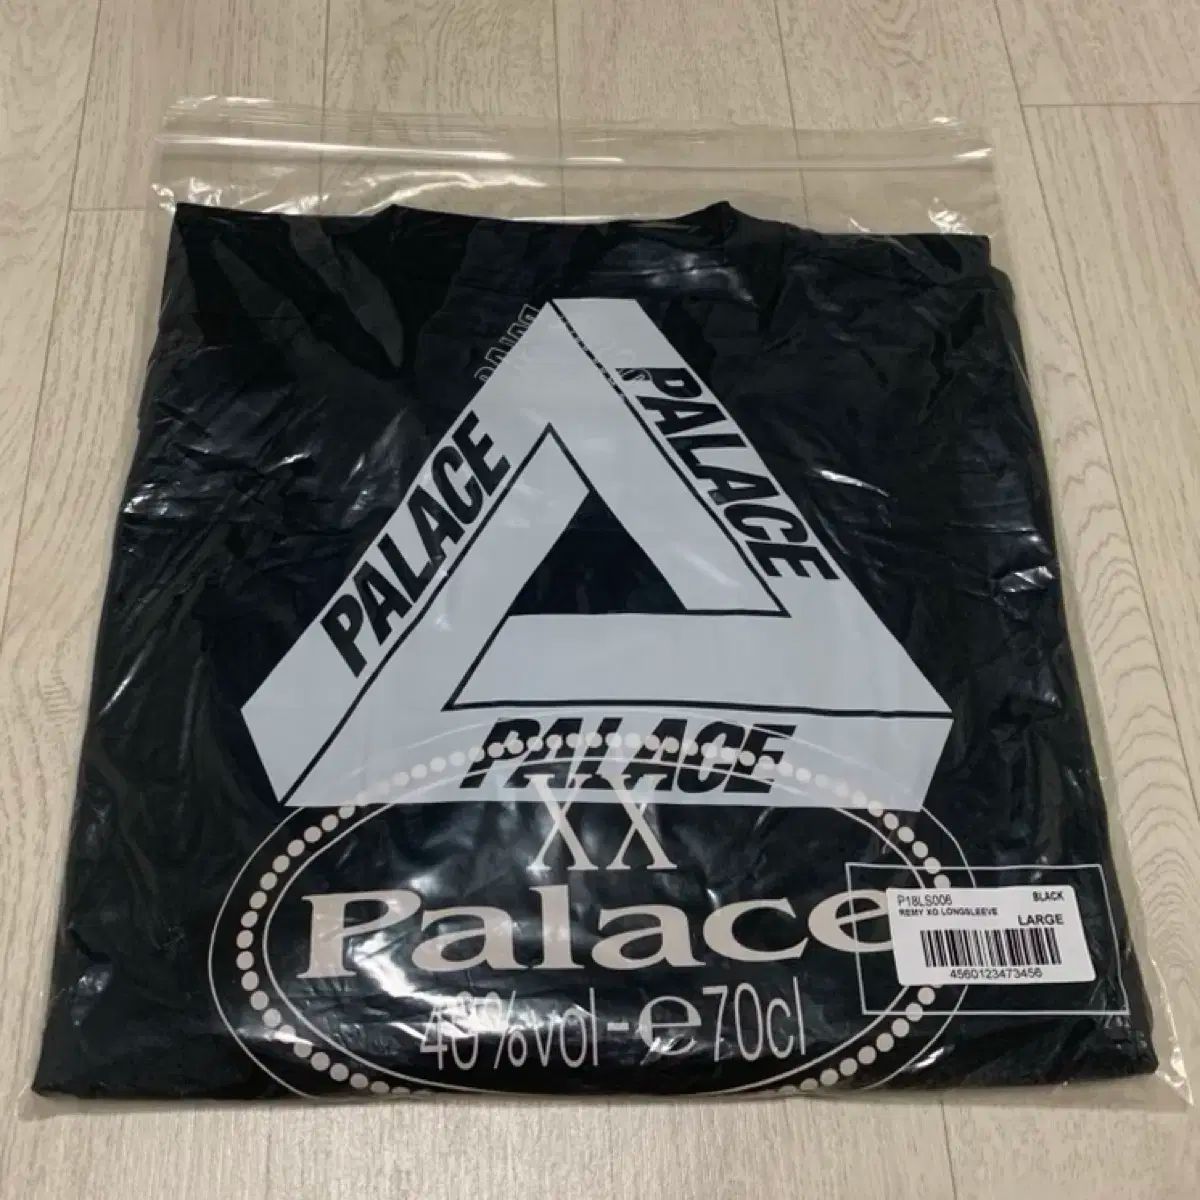 PALACE
PALACE
PALACE
XX
Palace
40%vol-e70cl
P18LS006 BLACK
REMY XO LONGSLEEVE
LARGE
4560123473456